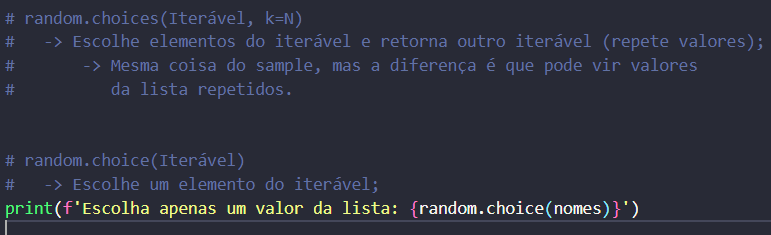 # random.choices(Iterável, k=N)
#   -> Escolhe elementos do iterável e retorna outro iterável (repete valores);
#       -> Mesma coisa do sample, mas a diferença é que pode vir valores
#          da lista repetidos.
# random.choice(Iterável)
#   -> Escolhe um elemento do iterável;
print(f'Escolha apenas um valor da lista: {random.choice(nomes)}')